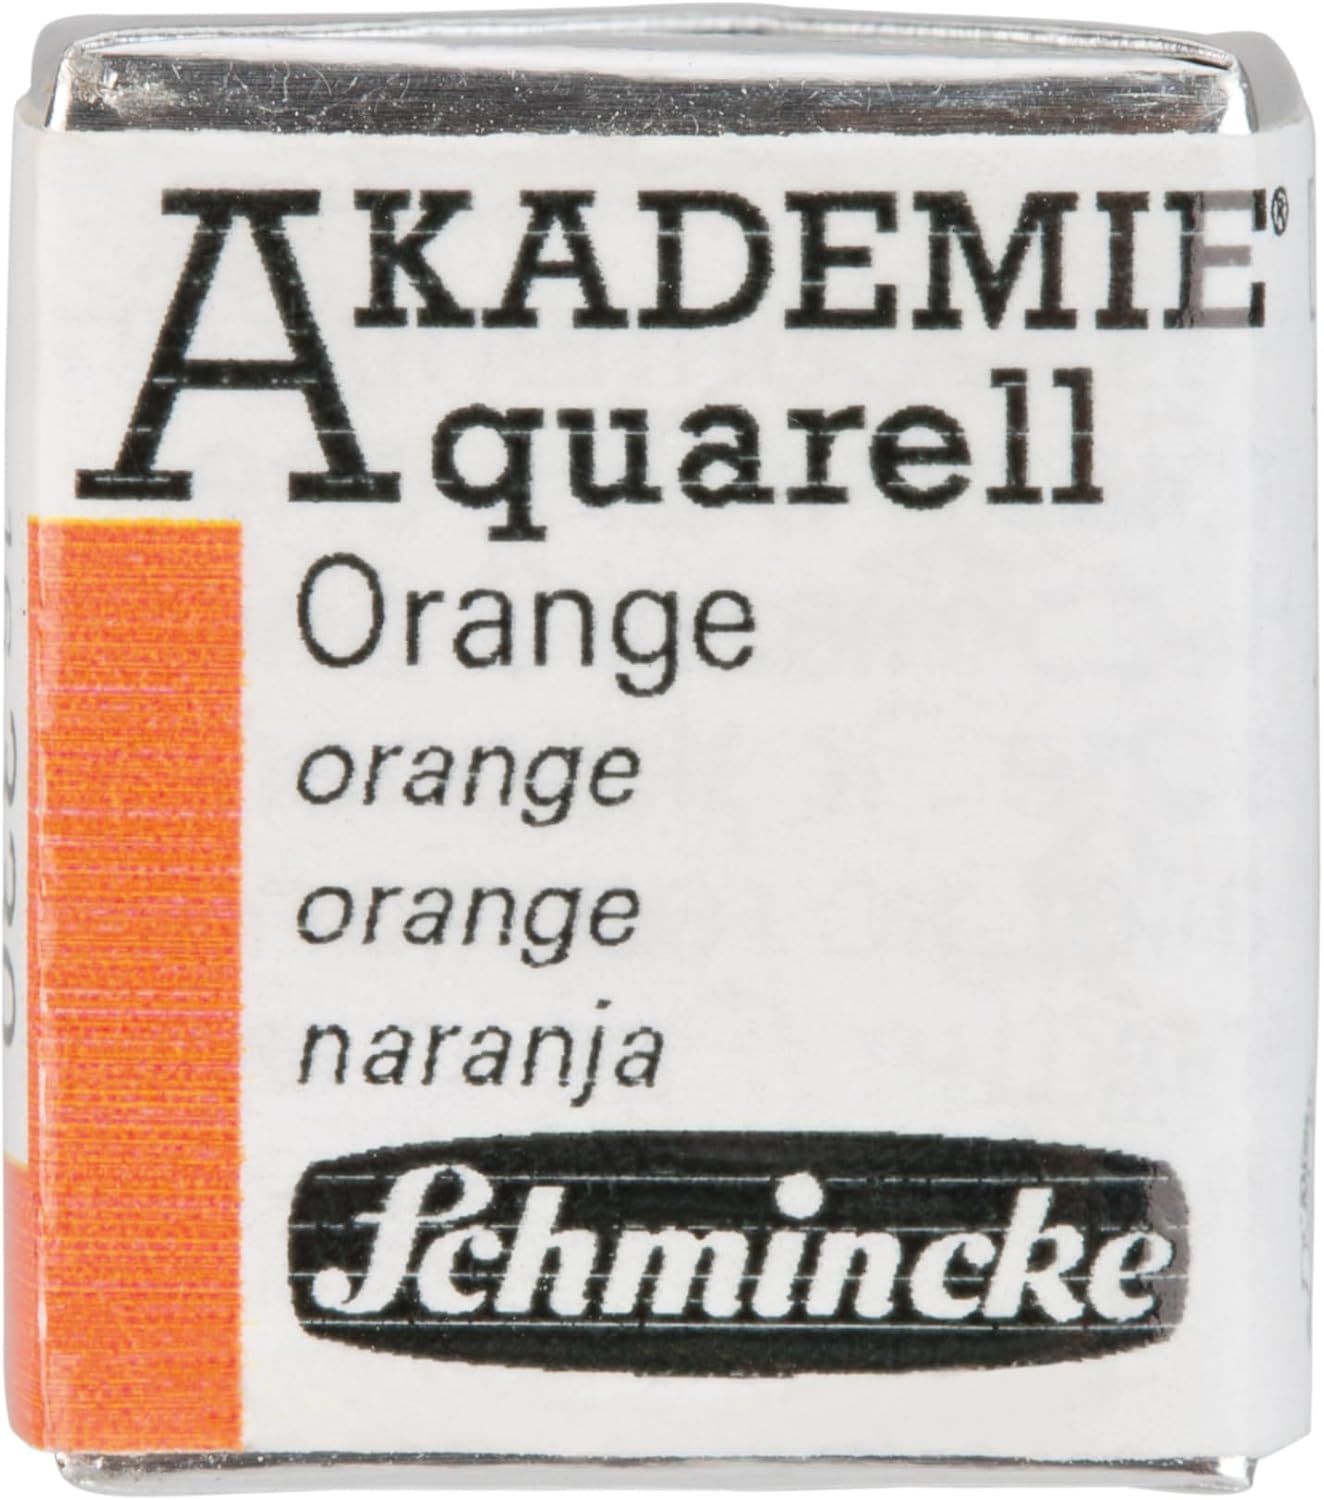 AKADEMIE®
Aquarell
Orange
orange
orange
naranja
Schmincke